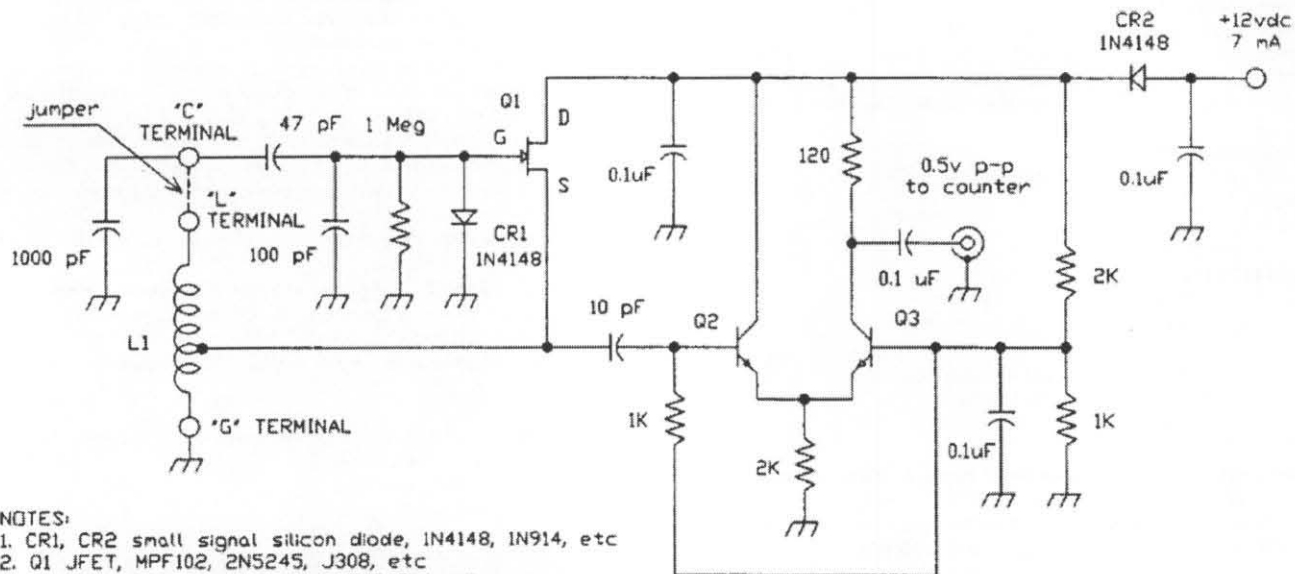 CR2
1N4148
+12vdc
7 mA
jumper
"C"
TERMINAL
47 pF
1 Meg
Q1
D
G
S
"L"
TERMINAL
1000 pF
100 pF
CR1
1N4148
0.1uF
120
0.5v p-p
to counter
0.1uF
0.1 uF
2K
L1
10 pF
Q2
Q3
"G" TERMINAL
1K
2K
0.1uF
1K
NOTES:
1. CR1, CR2 small signal silicon diode, 1N4148, 1N914, etc
2. Q1 JFET, MPF102, 2N5245, J308, etc